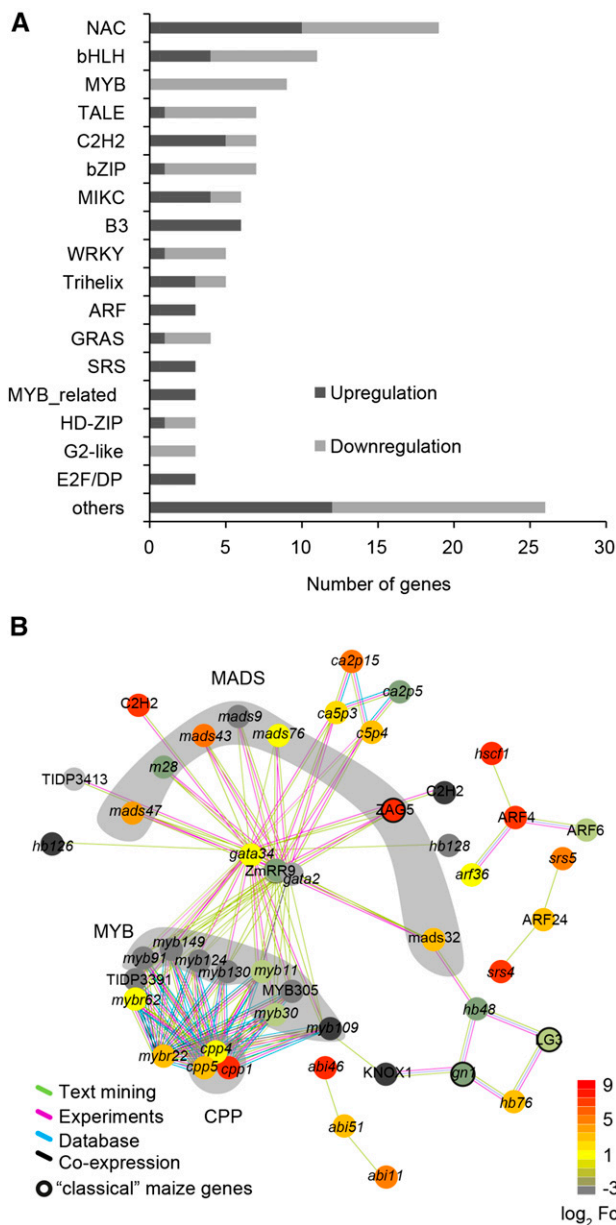 A
NAC
bHLH
MYB
TALE
C2H2
bZIP
MIKC
B3
WRKY
Trihelix
ARF
GRAS
SRS
MYB_related
HD-ZIP
G2-like
E2F/DP
others
Upregulation
Downregulation
0 5 10 15 20 25 30
Number of genes
B
ca2p15
MADS
ca2p5
C2H2
mads9
ca5p3
mads43
mads76
c5p4
hscf1
m28
TIDP3413
C2H2
ZAG5
mads47
ARF4
ARF6
hb126
hb128
gata34
srs5
arf36
ZmRR9
gata2
ARF24
MYB
myb149
mads32
myb91
myb124
myb130
myb11
srs4
TIDP3391
MYB305
mybr62
myb30
hb48
myb109
LG3
cpp4
mybr22
cpp5
cpp1
abi46
KNOX1
gn1
hb76
CPP
abi51
abi11
Text mining
Experiments
Database
Co-expression
"classical" maize genes
9
5
1
-3
log2 Fo